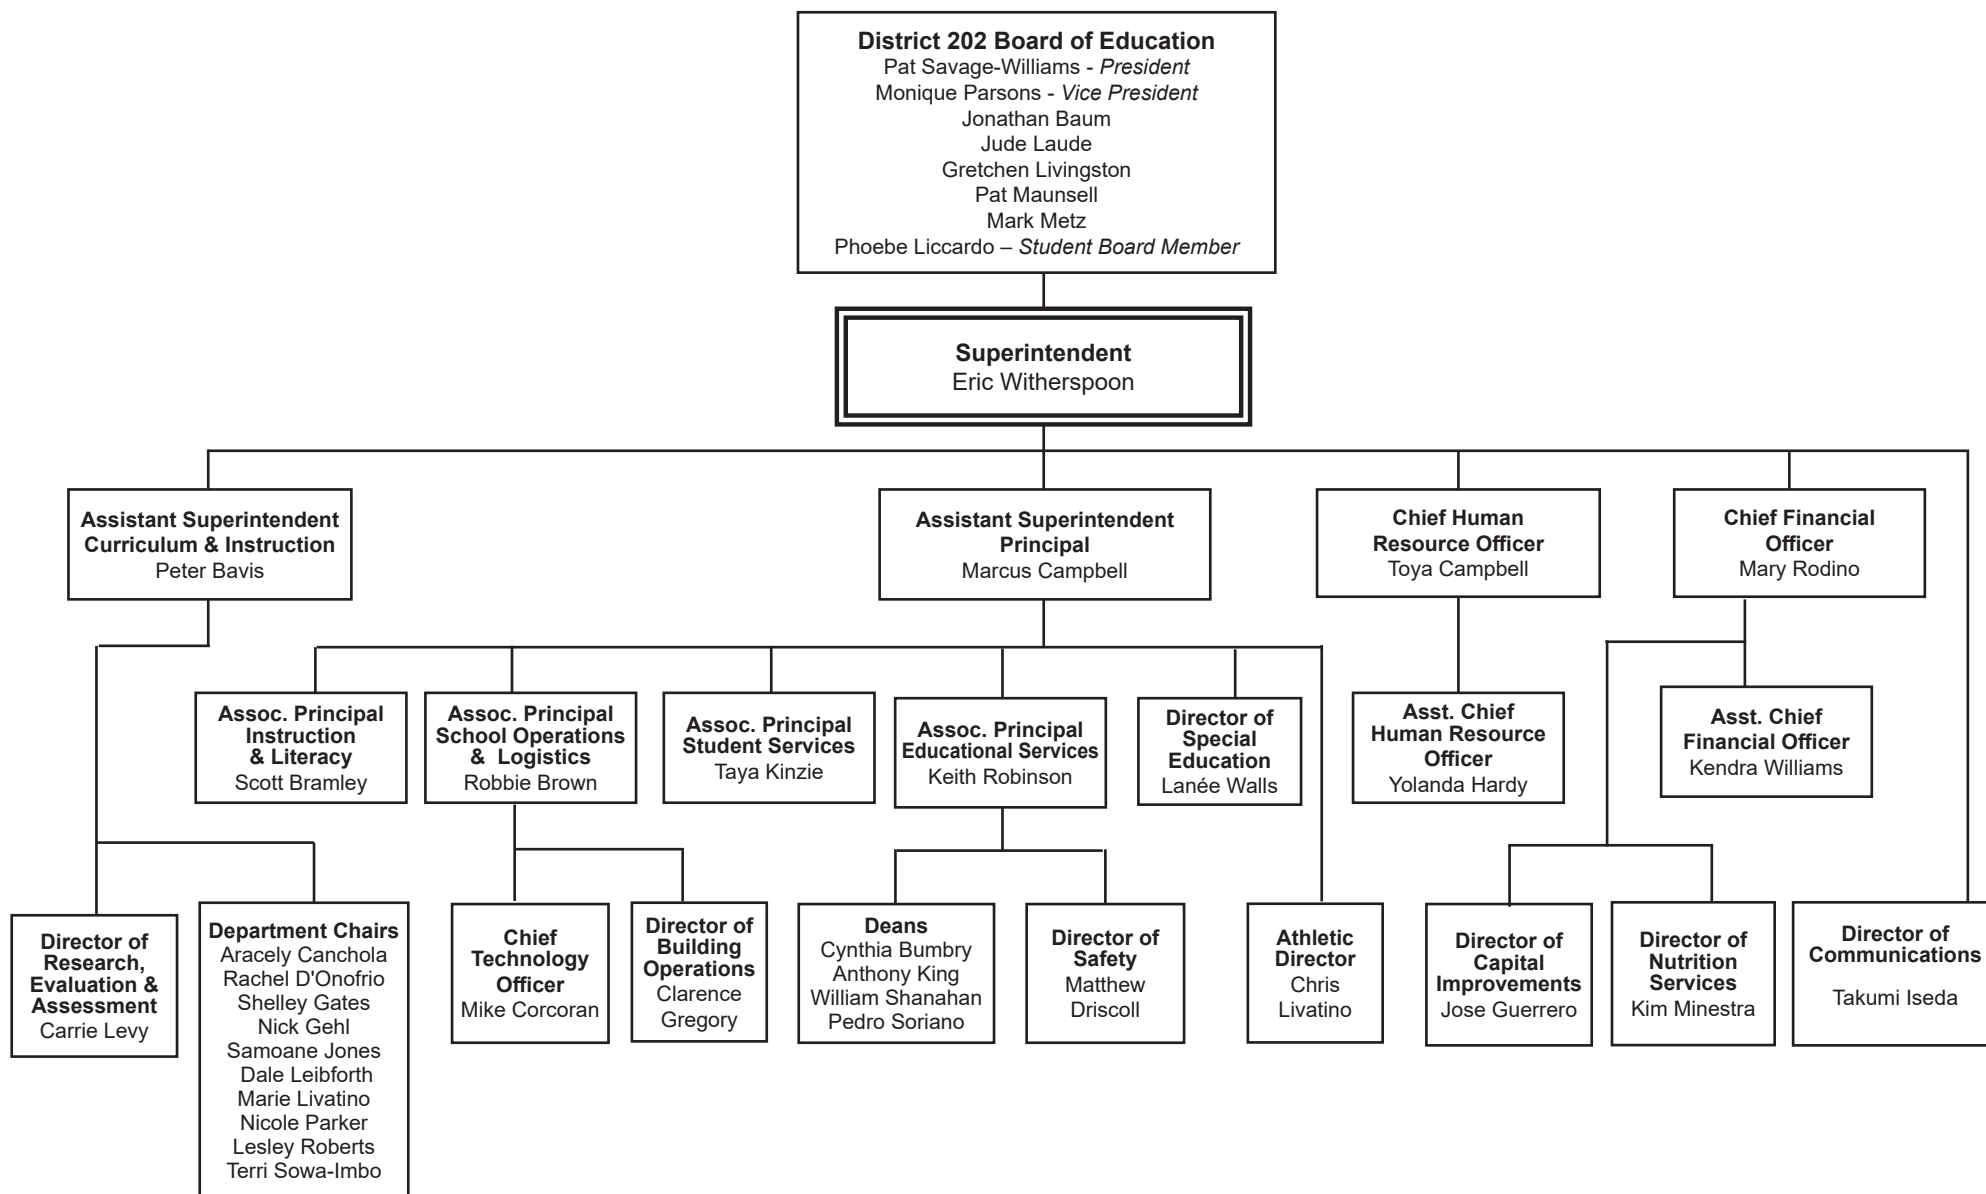 District 202 Board of Education
Pat Savage-Williams - President
Monique Parsons - Vice President
Jonathan Baum
Jude Laude
Gretchen Livingston
Pat Maunsell
Mark Metz
Phoebe Liccardo – Student Board Member
Superintendent
Eric Witherspoon
Assistant Superintendent
Curriculum & Instruction
Peter Bavis
Assistant Superintendent
Principal
Marcus Campbell
Chief Human
Resource Officer
Toya Campbell
Chief Financial
Officer
Mary Rodino
Assoc. Principal
Instruction
& Literacy
Scott Bramley
Assoc. Principal
School Operations
& Logistics
Robbie Brown
Assoc. Principal
Student Services
Taya Kinzie
Assoc. Principal
Educational Services
Keith Robinson
Director of
Special
Education
Lanée Walls
Asst. Chief
Human Resource
Officer
Yolanda Hardy
Asst. Chief
Financial Officer
Kendra Williams
Director of
Research,
Evaluation &
Assessment
Carrie Levy
Department Chairs
Aracely Canchola
Rachel D'Onofrio
Shelley Gates
Nick Gehl
Samoane Jones
Dale Leibforth
Marie Livatino
Nicole Parker
Lesley Roberts
Terri Sowa-Imbo
Chief
Technology
Officer
Mike Corcoran
Director of
Building
Operations
Clarence
Gregory
Deans
Cynthia Bumbry
Anthony King
William Shanahan
Pedro Soriano
Director of
Safety
Matthew
Driscoll
Athletic
Director
Chris
Livatino
Director of
Capital
Improvements
Jose Guerrero
Director of
Nutrition
Services
Kim Minestra
Director of
Communications
Takumi Iseda